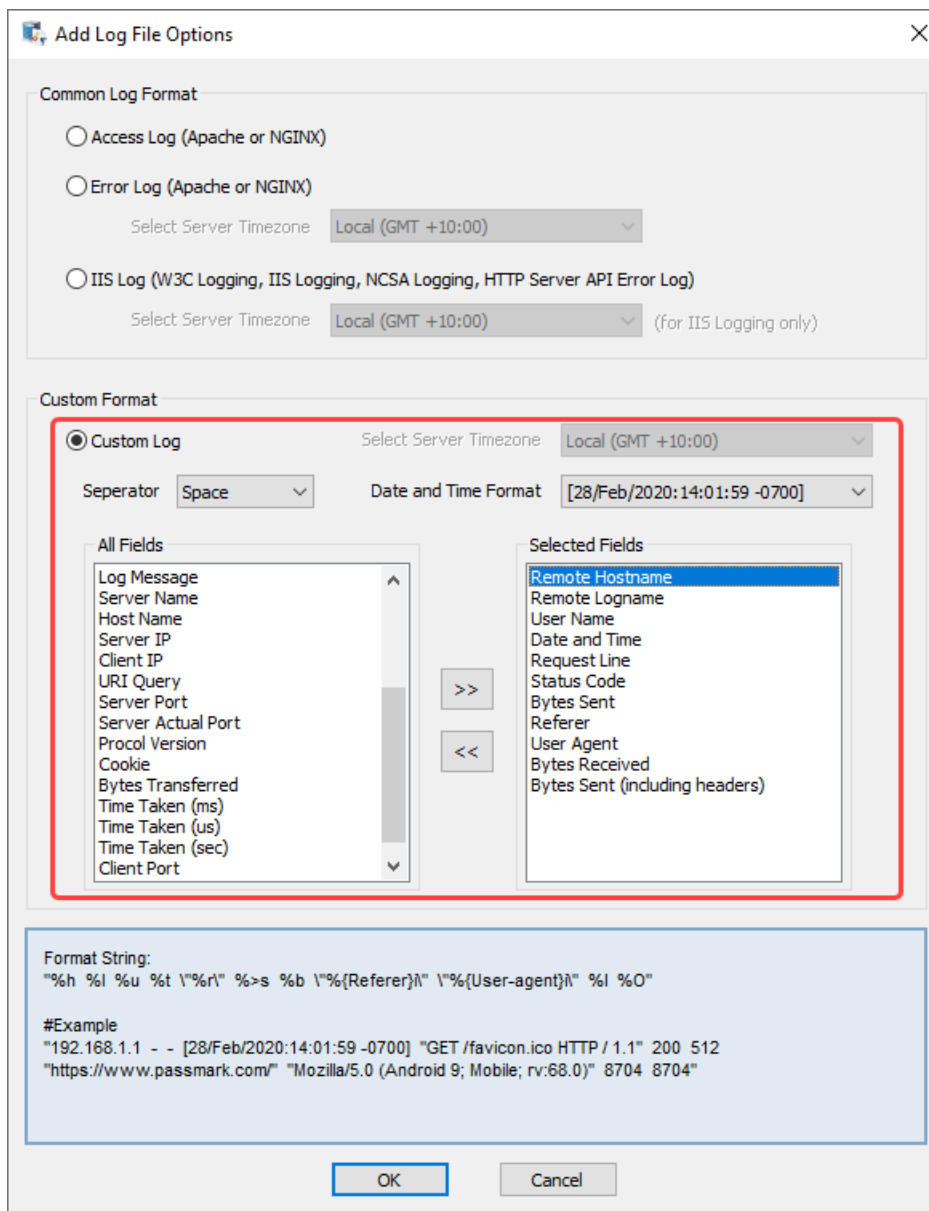 Add Log File Options
Common Log Format
Access Log (Apache or NGINX)
Error Log (Apache or NGINX)
Select Server Timezone Local (GMT +10:00)
IIS Log (W3C Logging, IIS Logging, NCSA Logging, HTTP Server API Error Log)
Select Server Timezone Local (GMT +10:00) (for IIS Logging only)
Custom Format
Custom Log Select Server Timezone Local (GMT +10:00)
Seperator Space Date and Time Format [28/Feb/2020:14:01:59 -0700]
All Fields
Log Message
Server Name
Host Name
Server IP
Client IP
URI Query
Server Port
Server Actual Port
Procol Version
Cookie
Bytes Transferred
Time Taken (ms)
Time Taken (us)
Time Taken (sec)
Client Port
>>
<<
Selected Fields
Remote Hostname
Remote Logname
User Name
Date and Time
Request Line
Status Code
Bytes Sent
Referer
User Agent
Bytes Received
Bytes Sent (including headers)
Format String:
"%h %l %u %t \"%r\" %>s %b \"%{Referer}i\" \"%{User-agent}i\" %I %O"
#Example
"192.168.1.1 - - [28/Feb/2020:14:01:59 -0700] "GET /favicon.ico HTTP / 1.1" 200 512
"https://www.passmark.com/" "Mozilla/5.0 (Android 9; Mobile; rv:68.0)" 8704 8704"
OK Cancel